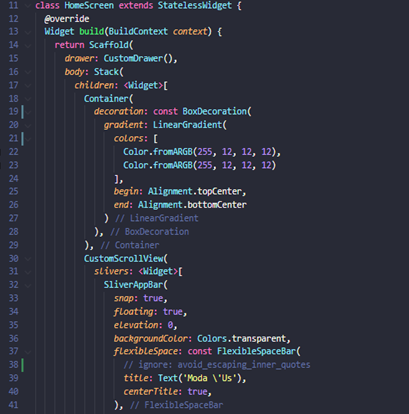 11 class HomeScreen extends StatelessWidget {
12 @override
13 Widget build(BuildContext context) {
14 return Scaffold(
15 drawer: CustomDrawer(),
16 body: Stack(
17 children: <Widget>[
18 Container(
19 decoration: const BoxDecoration(
20 gradient: LinearGradient(
21 colors: [
22 Color.fromARGB(255, 12, 12, 12),
23 Color.fromARGB(255, 12, 12, 12)
24 ],
25 begin: Alignment.topCenter,
26 end: Alignment.bottomCenter
27 ) // LinearGradient
28 ), // BoxDecoration
29 ), // Container
30 CustomScrollView(
31 slivers: <Widget>[
32 SliverAppBar(
33 snap: true,
34 floating: true,
35 elevation: 0,
36 backgroundColor: Colors.transparent,
37 flexibleSpace: const FlexibleSpaceBar(
38 // ignore: avoid_escaping_inner_quotes
39 title: Text('Moda \'Us'),
40 centerTitle: true,
41 ), // FlexibleSpaceBar